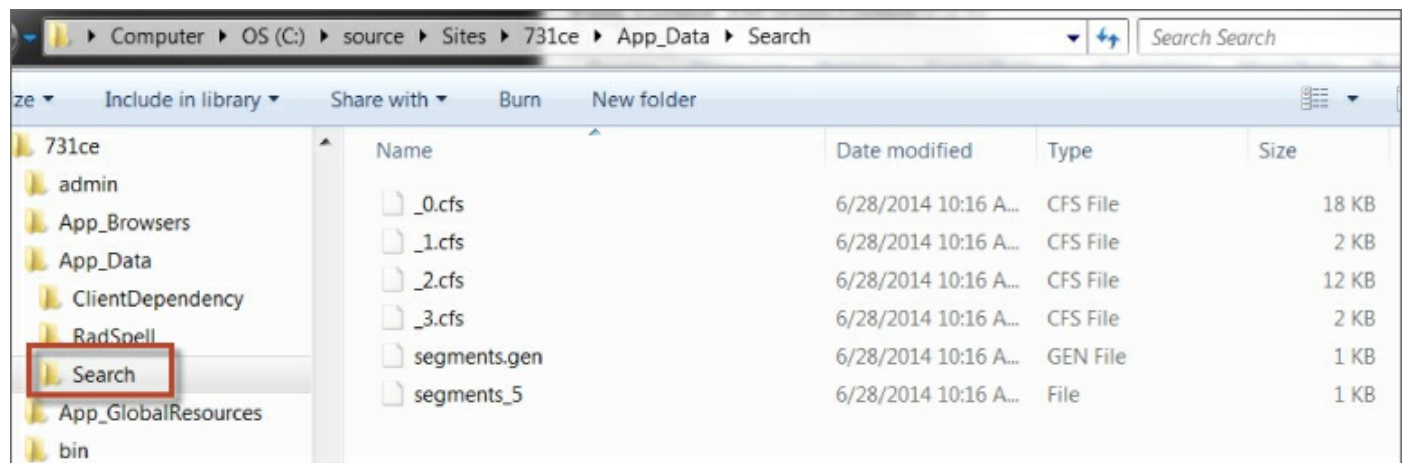 Computer OS (C:) source Sites 731ce App_Data Search Search Search
ze Include in library Share with Burn New folder
731ce
admin
App_Browsers
App_Data
ClientDependency
RadSpell
Search
App_GlobalResources
bin
Name Date modified Type Size
_0.cfs 6/28/2014 10:16 A... CFS File 18 KB
_1.cfs 6/28/2014 10:16 A... CFS File 2 KB
_2.cfs 6/28/2014 10:16 A... CFS File 12 KB
_3.cfs 6/28/2014 10:16 A... CFS File 2 KB
segments.gen 6/28/2014 10:16 A... GEN File 1 KB
segments_5 6/28/2014 10:16 A... File 1 KB